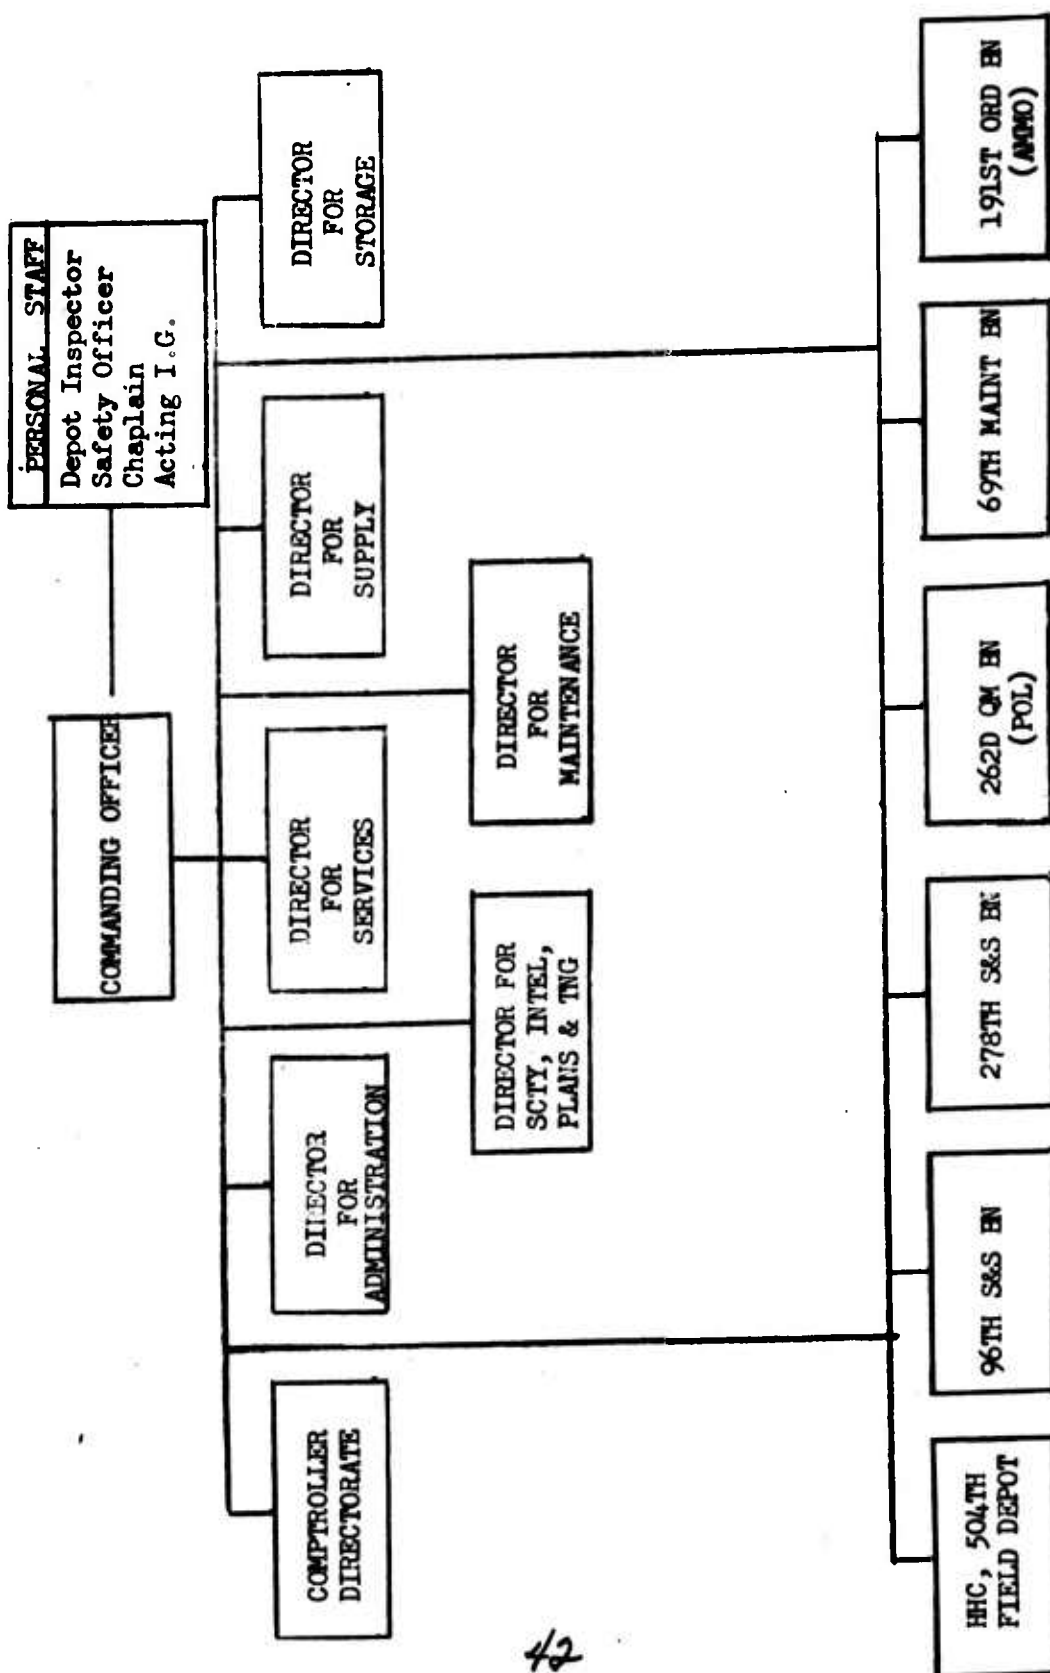 PERSONAL STAFF
Depot Inspector
Safety Officer
Chaplain
Acting I.G.
COMMANDING OFFICER
COMPTROLLER
DIRECTORATE
DIRECTOR
FOR
ADMINISTRATION
DIRECTOR
FOR
SERVICES
DIRECTOR
FOR
SUPPLY
DIRECTOR
FOR
STORAGE
DIRECTOR FOR
SCTY, INTEL,
PLANS & TNG
DIRECTOR
FOR
MAINTENANCE
HHC, 504TH
FIELD DEPOT
96TH S&S BN
278TH S&S BN
262D QM BN
(POL)
69TH MAINT BN
191ST ORD BN
(AMMO)
42